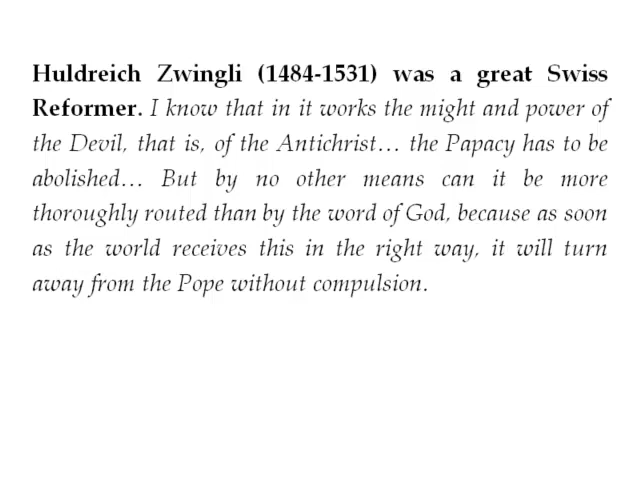 Huldreich Zwingli (1484-1531) was a great Swiss
Reformer. I know that in it works the might and power of
the Devil, that is, of the Antichrist… the Papacy has to be
abolished… But by no other means can it be more
thoroughly routed than by the word of God, because as soon
as the world receives this in the right way, it will turn
away from the Pope without compulsion.